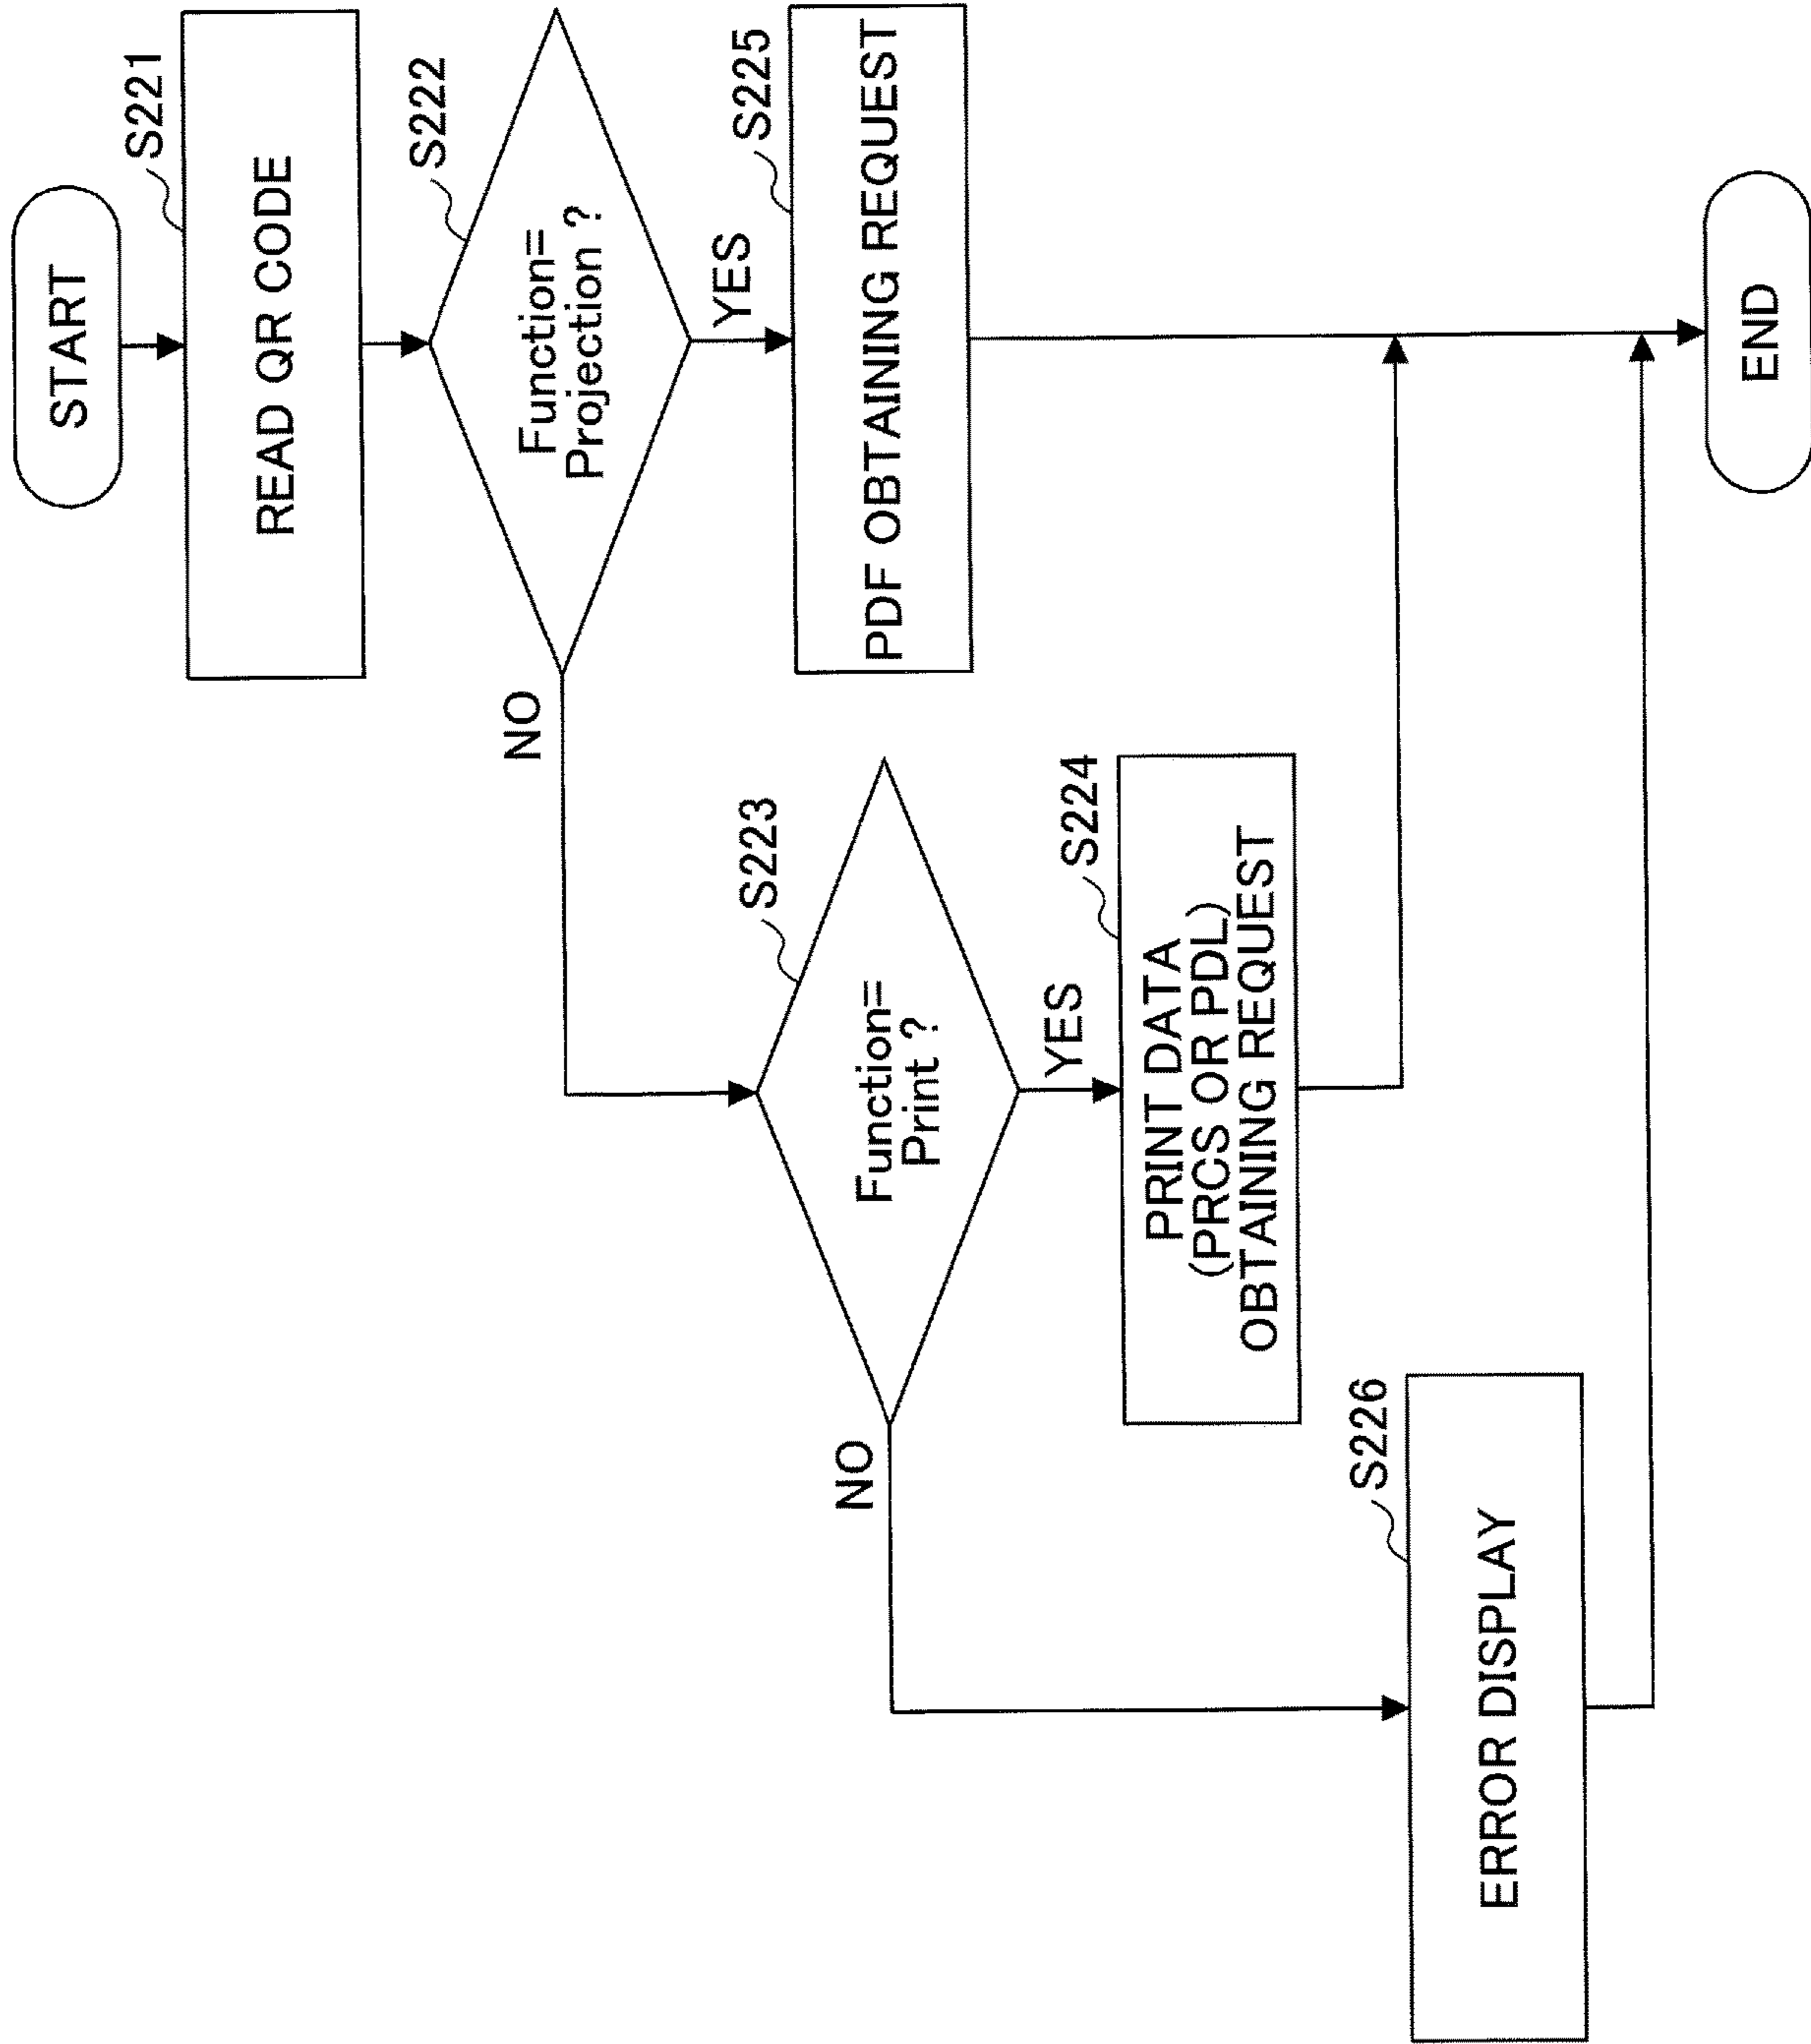 START
S221
READ QR CODE
S222
Function=
Projection ?
NO
YES
S225
PDF OBTAINING REQUEST
S223
Function=
Print ?
NO
YES
S224
PRINT DATA
(PRCS OR PDL)
OBTAINING REQUEST
S226
ERROR DISPLAY
END